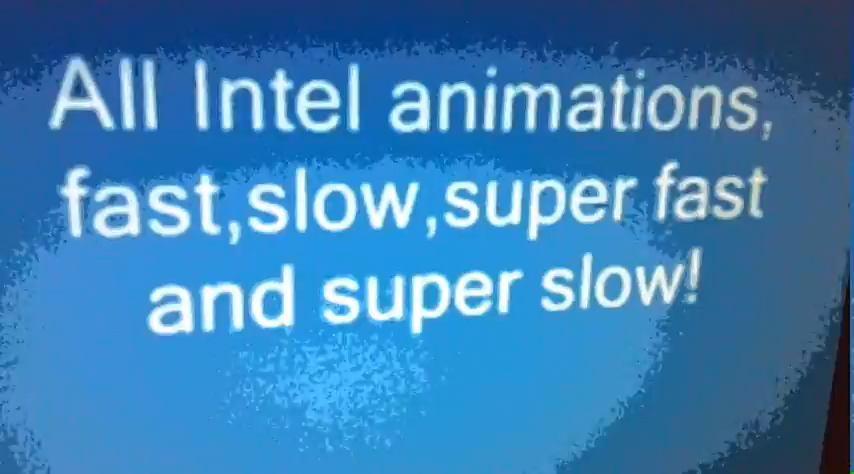 All Intel animations,
fast,slow,super fast
and super slow!